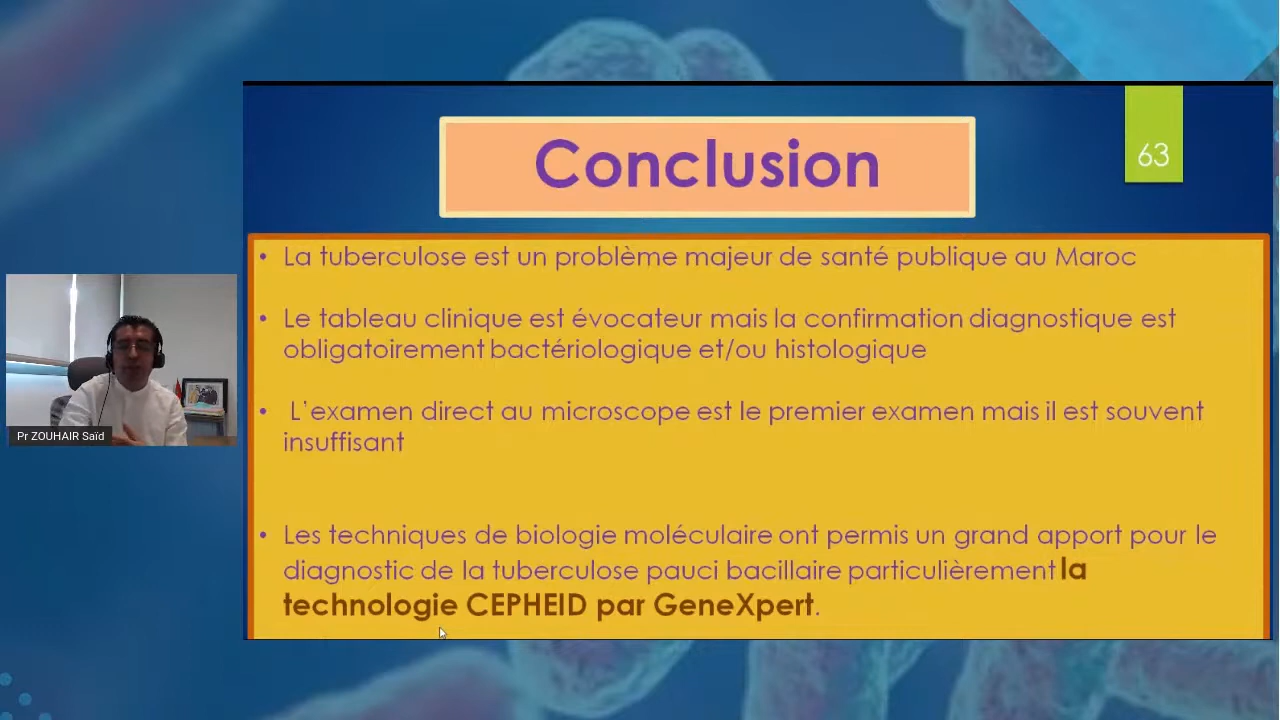 Conclusion
63
• La tuberculose est un problème majeur de santé publique au Maroc
• Le tableau clinique est évocateur mais la confirmation diagnostique est
obligatoirement bactériologique et/ou histologique
• L'examen direct au microscope est le premier examen mais il est souvent
insuffisant
• Les techniques de biologie moléculaire ont permis un grand apport pour le
diagnostic de la tuberculose pauci bacillaire particulièrement la
technologie CEPHEID par GeneXpert.
Pr ZOUHAIR Saïd